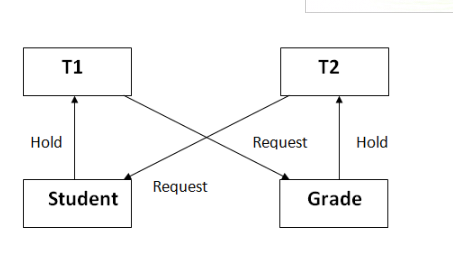 T1
T2
Hold
Request
Hold
Request
Student
Grade